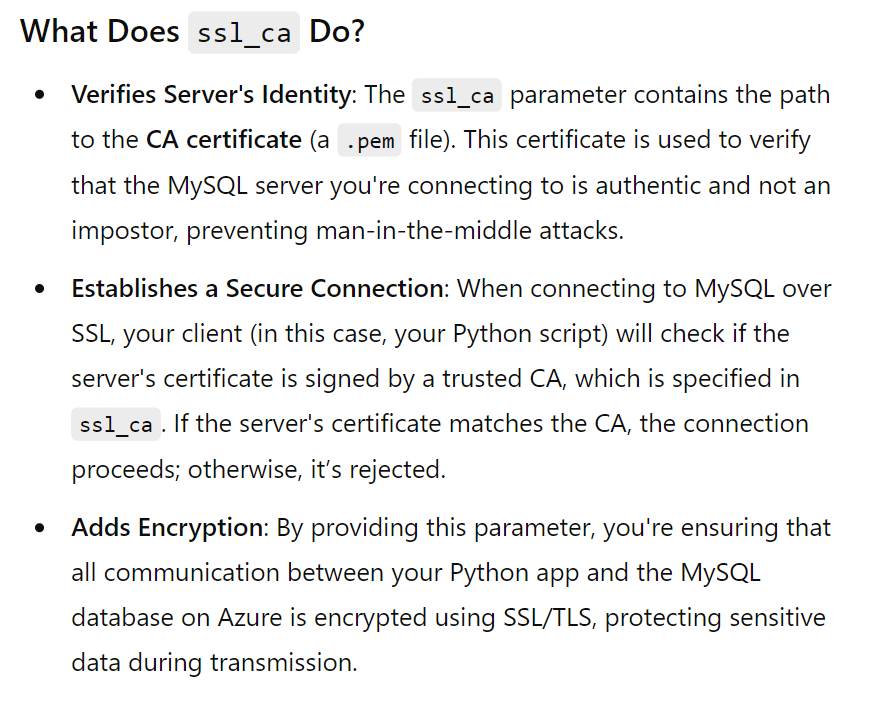 What Does ssl_ca Do?
• Verifies Server's Identity: The ssl_ca parameter contains the path
to the CA certificate (a .pem file). This certificate is used to verify
that the MySQL server you're connecting to is authentic and not an
impostor, preventing man-in-the-middle attacks.
• Establishes a Secure Connection: When connecting to MySQL over
SSL, your client (in this case, your Python script) will check if the
server's certificate is signed by a trusted CA, which is specified in
ssl_ca. If the server's certificate matches the CA, the connection
proceeds; otherwise, it’s rejected.
• Adds Encryption: By providing this parameter, you're ensuring that
all communication between your Python app and the MySQL
database on Azure is encrypted using SSL/TLS, protecting sensitive
data during transmission.